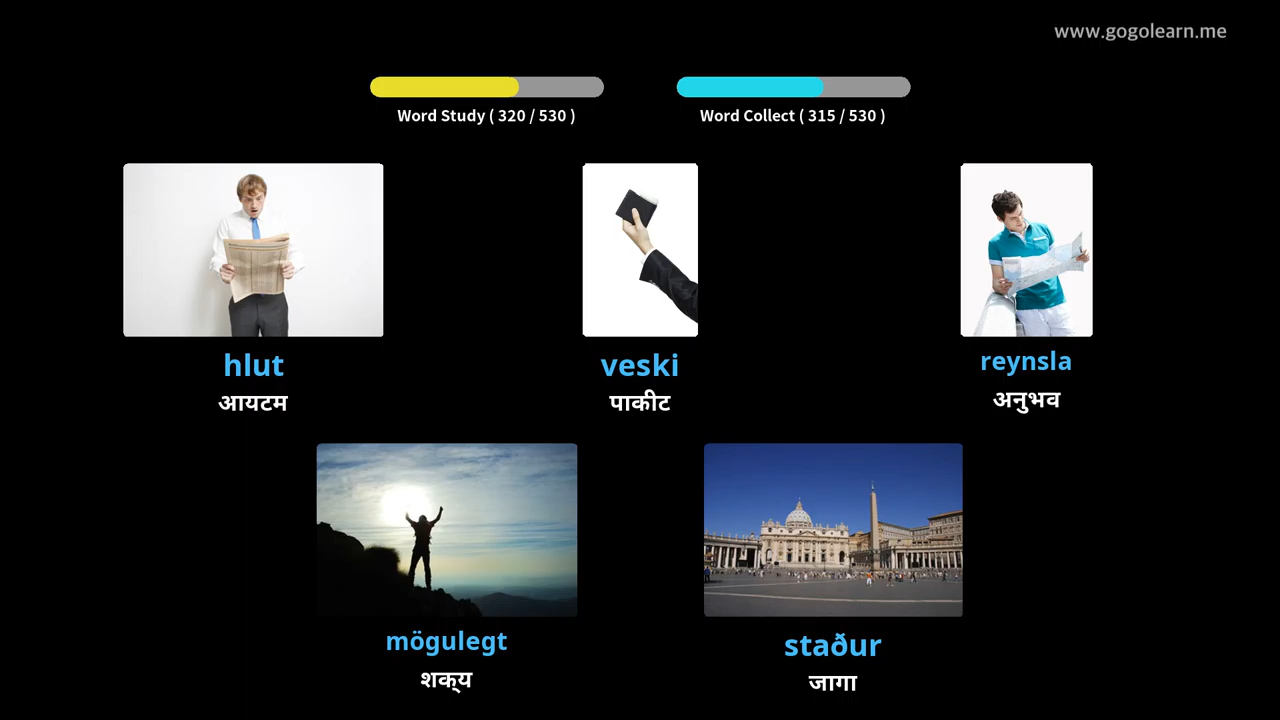 www.gogolearn.me
Word Study ( 320 / 530 )
Word Collect ( 315 / 530 )
hlut
आयटम
veski
पाकीट
reynsla
अनुभव
mögulegt
शक्य
staður
जागा